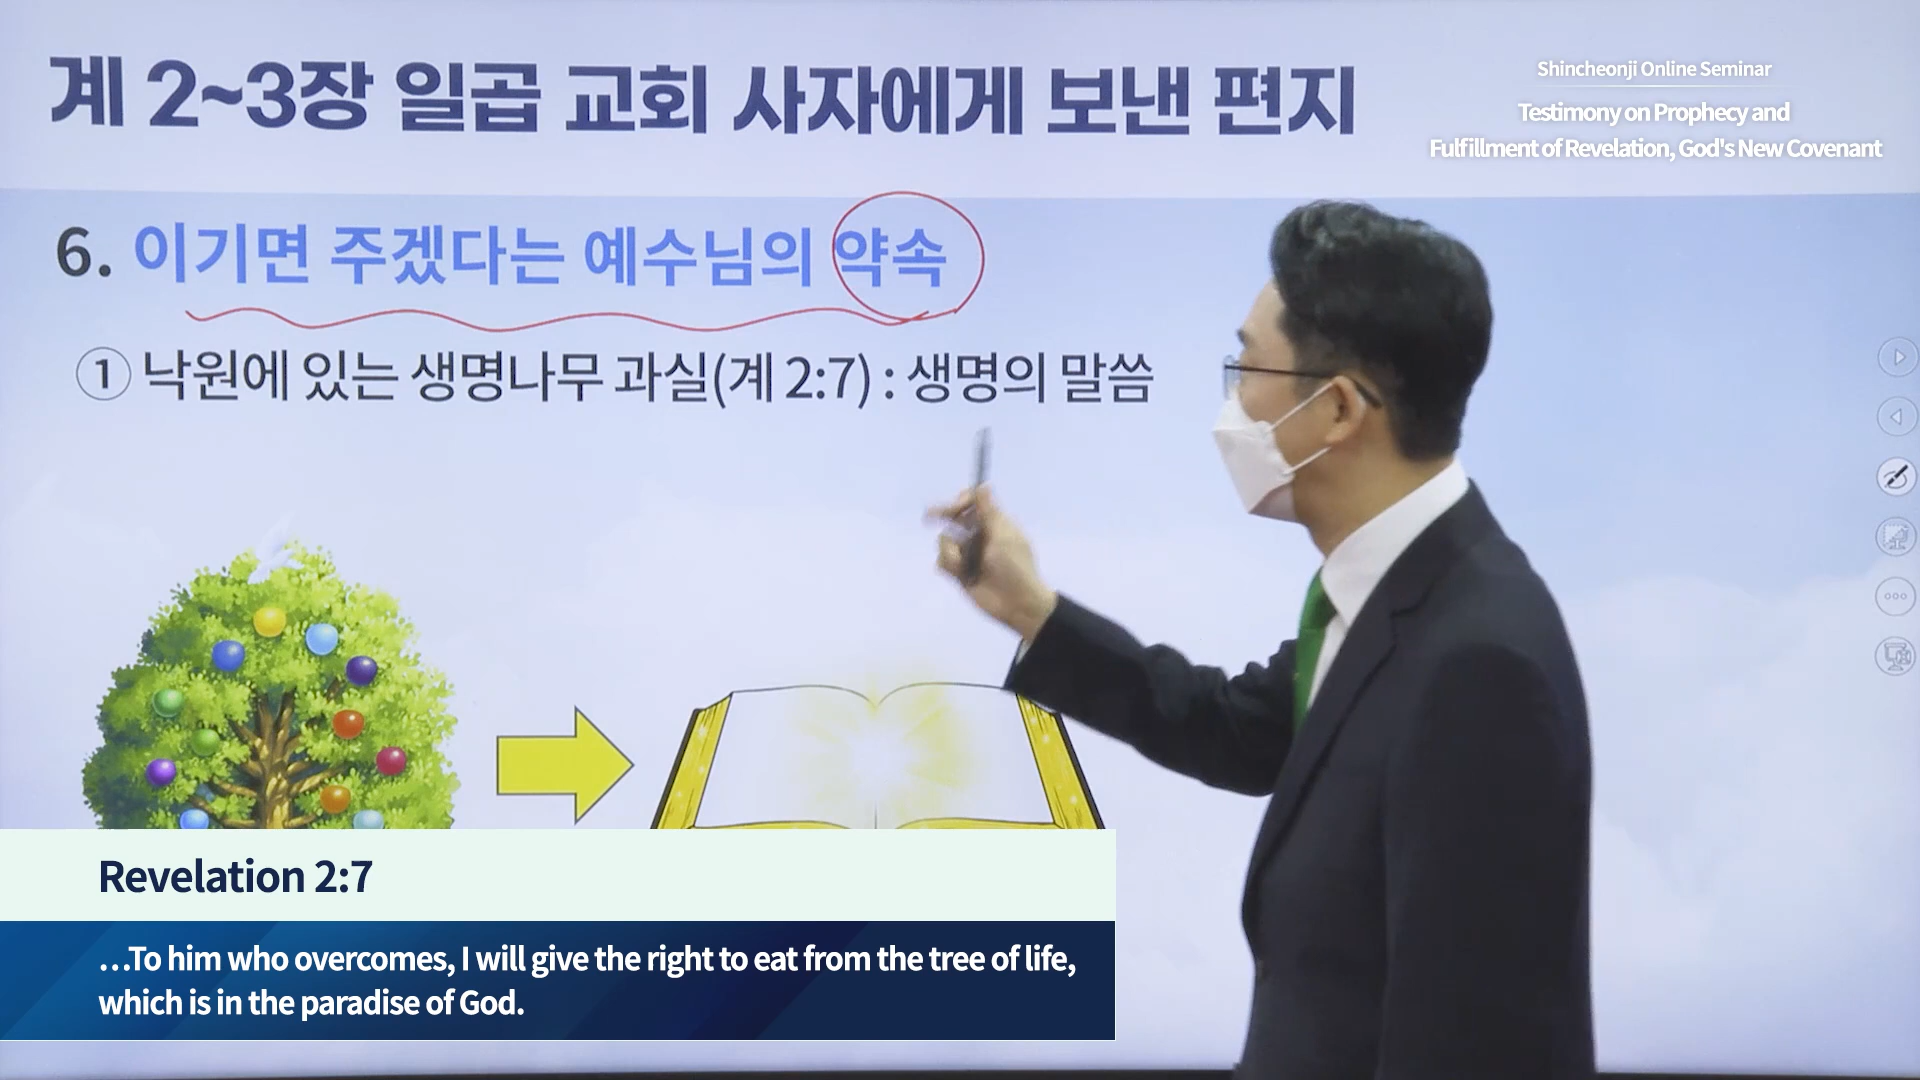 계 2~3장 일곱 교회 사자에게 보낸 편지
Shincheonji Online Seminar
Testimony on Prophecy and
Fulfillment of Revelation, God's New Covenant
6. 이기면 주겠다는 예수님의 약속
① 낙원에 있는 생명나무 과실(계 2:7) : 생명의 말씀
Revelation 2:7
…To him who overcomes, I will give the right to eat from the tree of life,
which is in the paradise of God.